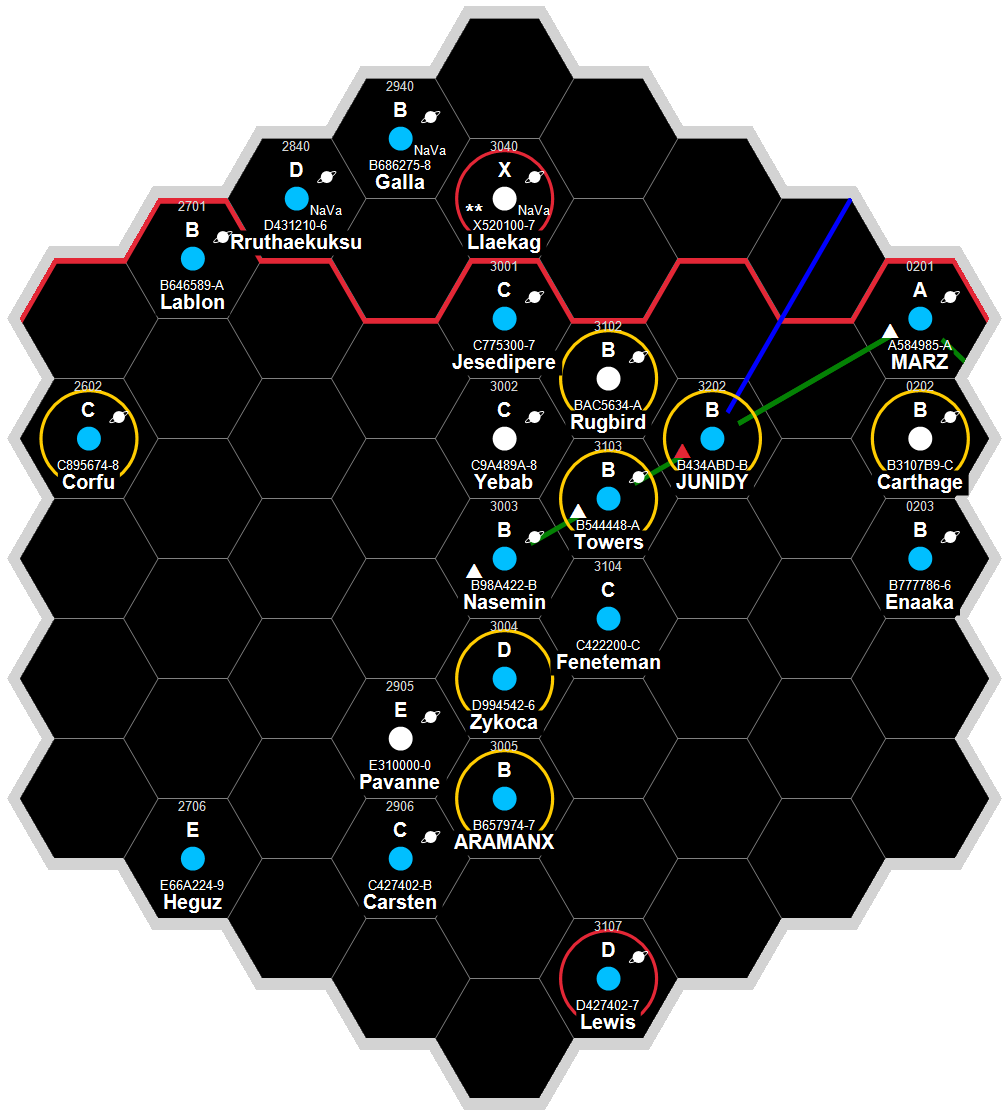 2940
B
NaVa
B686275-8
Galla
2840
D
NaVa
D431210-6
Rruthaekuksu
3040
X
**
NaVa
X520100-7
Llaekag
2701
B
B646589-A
Lablon
3001
C
C775300-7
Jesedipere
0201
A
A584985-A
MARZ
3102
B
BAC5634-A
Rugbird
2602
C
C895674-8
Corfu
3002
C
C9A489A-8
Yebab
3202
B
B434ABD-B
JUNIDY
0202
B
B3107B9-C
Carthage
3103
B
B544448-A
Towers
3003
B
B98A422-B
Nasemin
0203
B
B777786-6
Enaaka
3104
C
C422200-C
Feneteman
3004
D
D994542-6
Zykoca
2905
E
E310000-0
Pavanne
3005
B
B657974-7
ARAMANX
2706
E
E66A224-9
Heguz
2906
C
C427402-B
Carsten
3107
D
D427402-7
Lewis